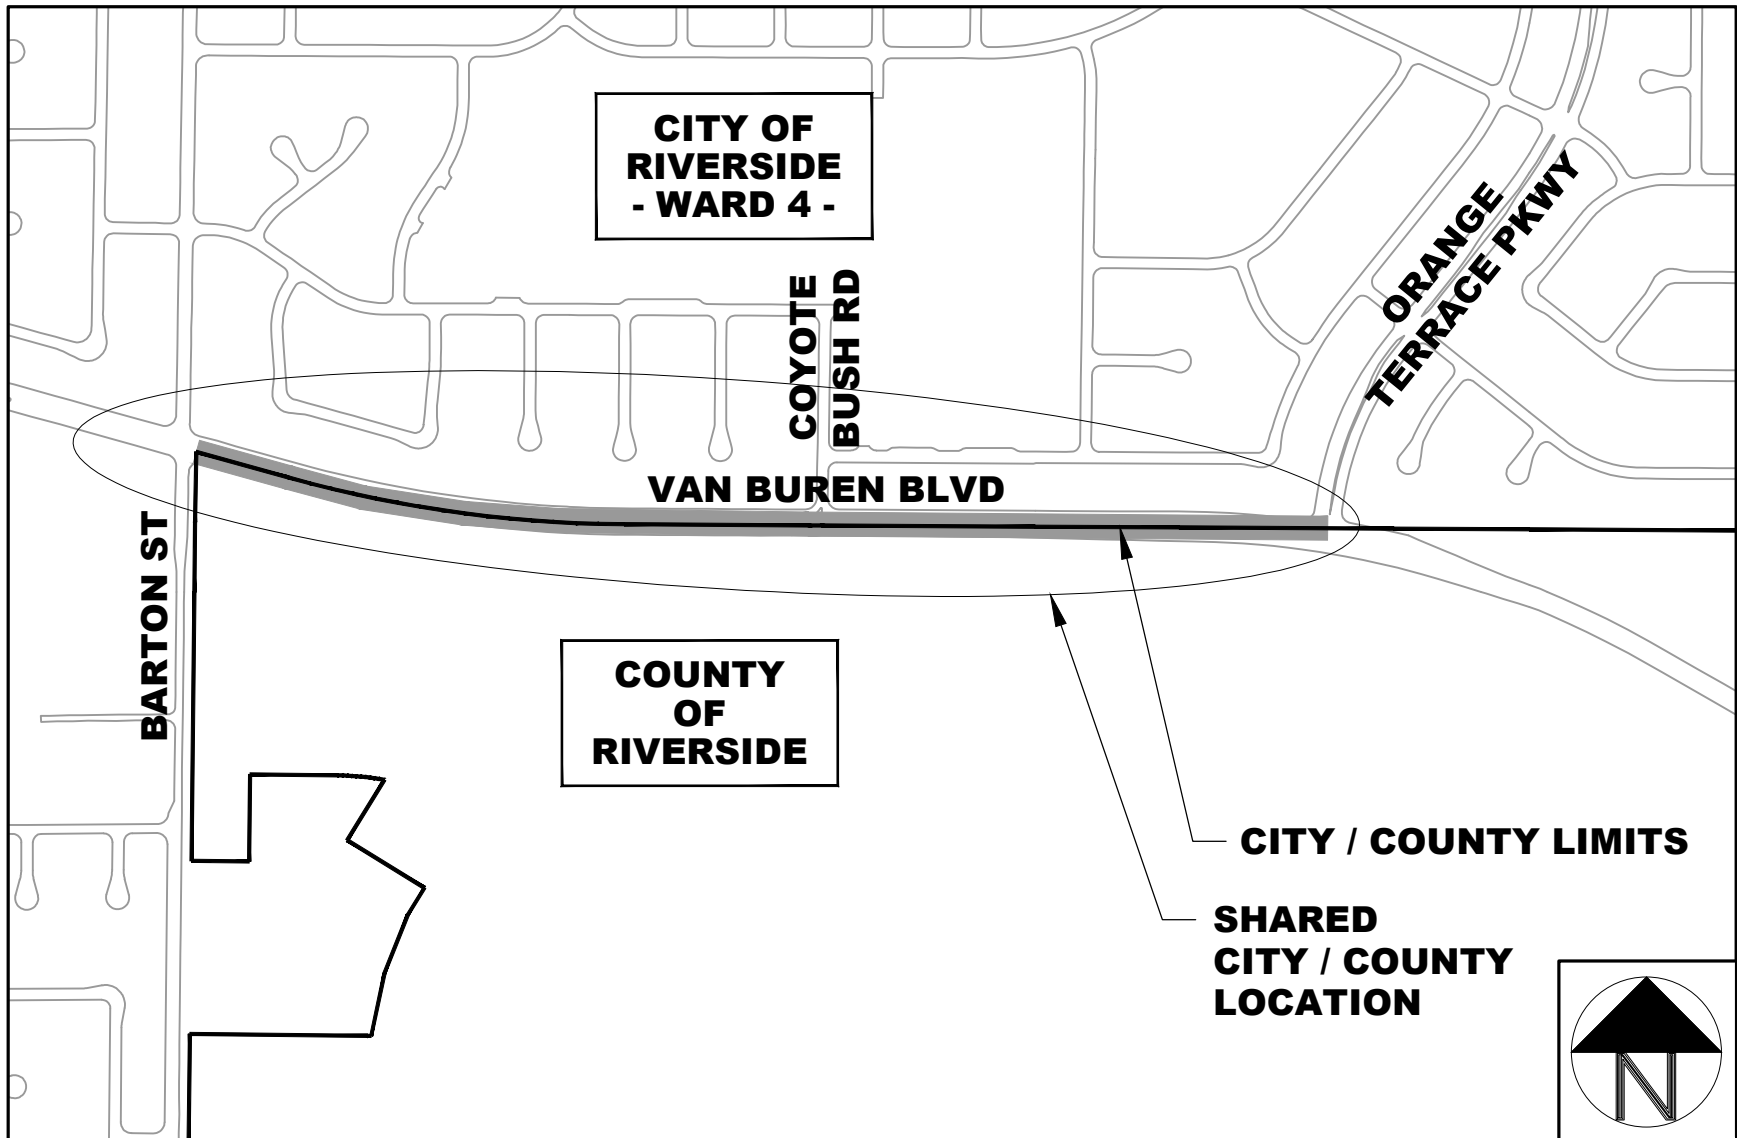 CITY OF
RIVERSIDE
- WARD 4 -
ORANGE
TERRACE PKWY
COYOTE
BUSH RD
VAN BUREN BLVD
BARTON ST
COUNTY
OF
RIVERSIDE
CITY / COUNTY LIMITS
SHARED
CITY / COUNTY
LOCATION
N